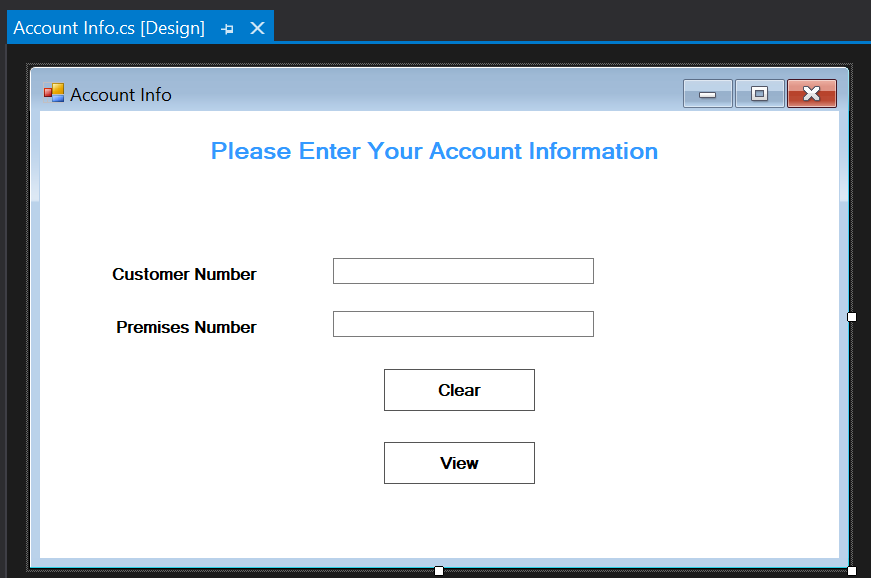 Account Info.cs [Design]
Account Info
Please Enter Your Account Information
Customer Number
Premises Number
Clear
View